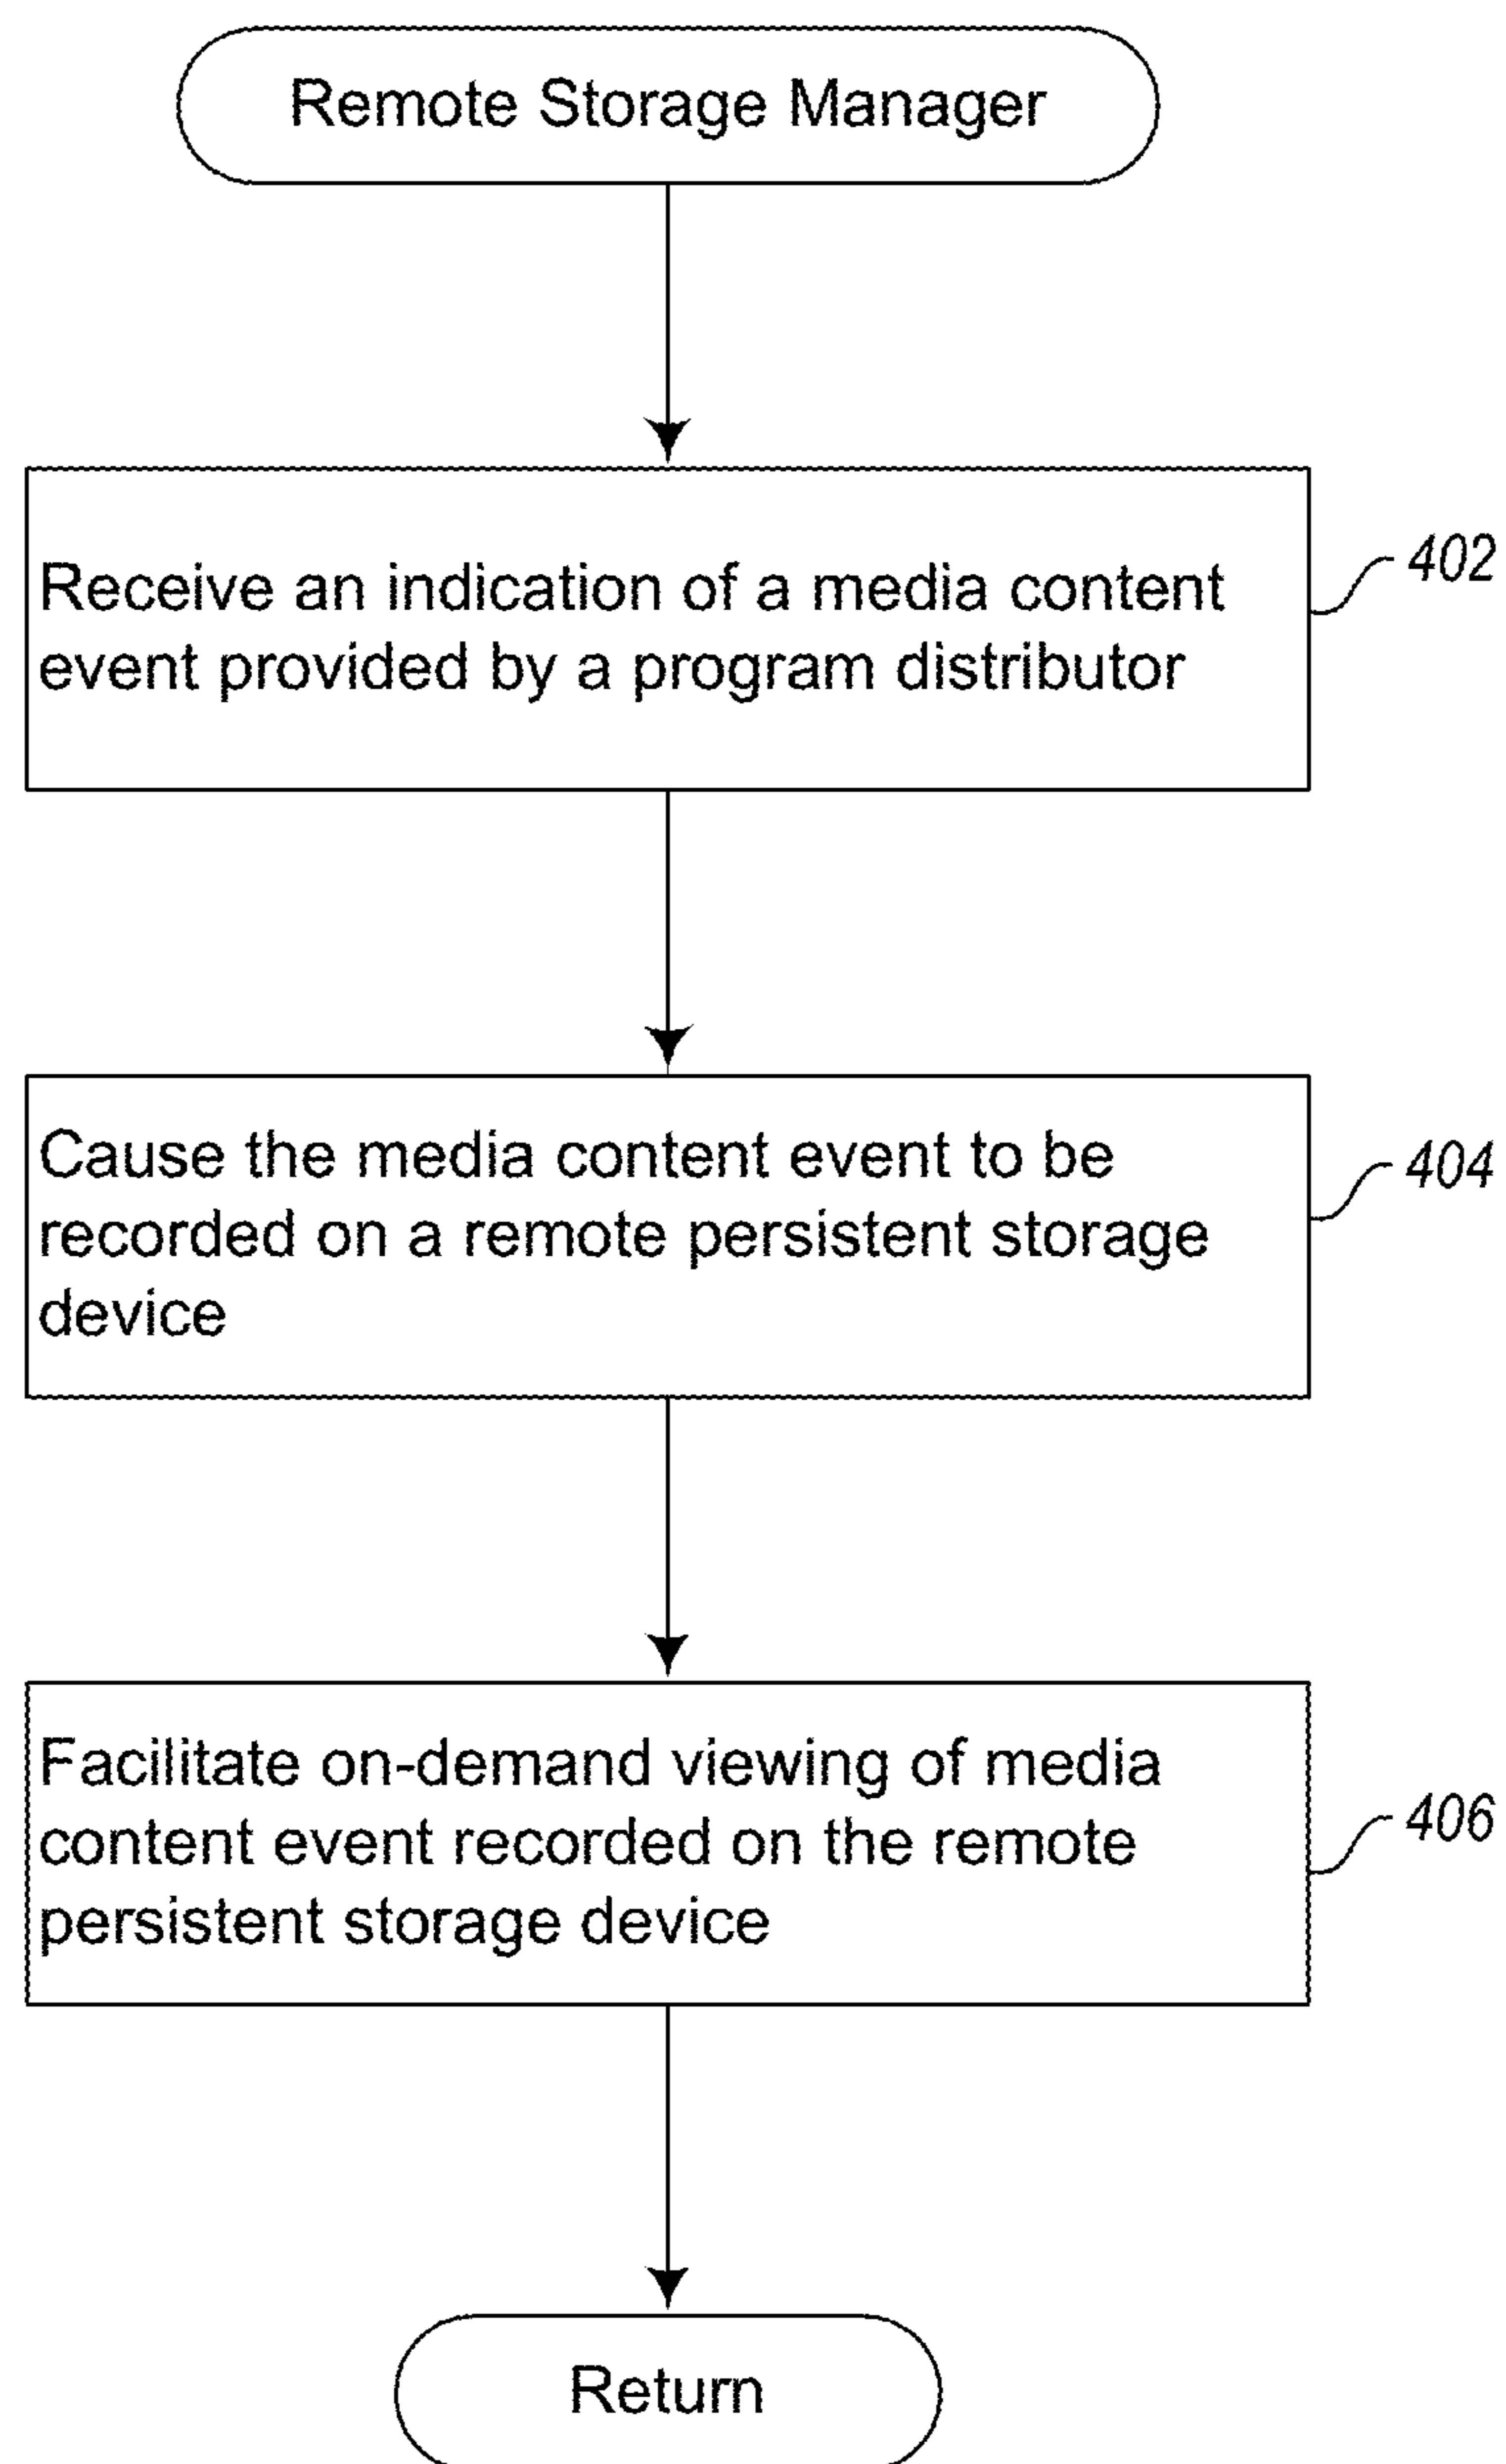 Remote Storage Manager
Receive an indication of a media content
event provided by a program distributor
402
Cause the media content event to be
recorded on a remote persistent storage
device
404
Facilitate on-demand viewing of media
content event recorded on the remote
persistent storage device
406
Return